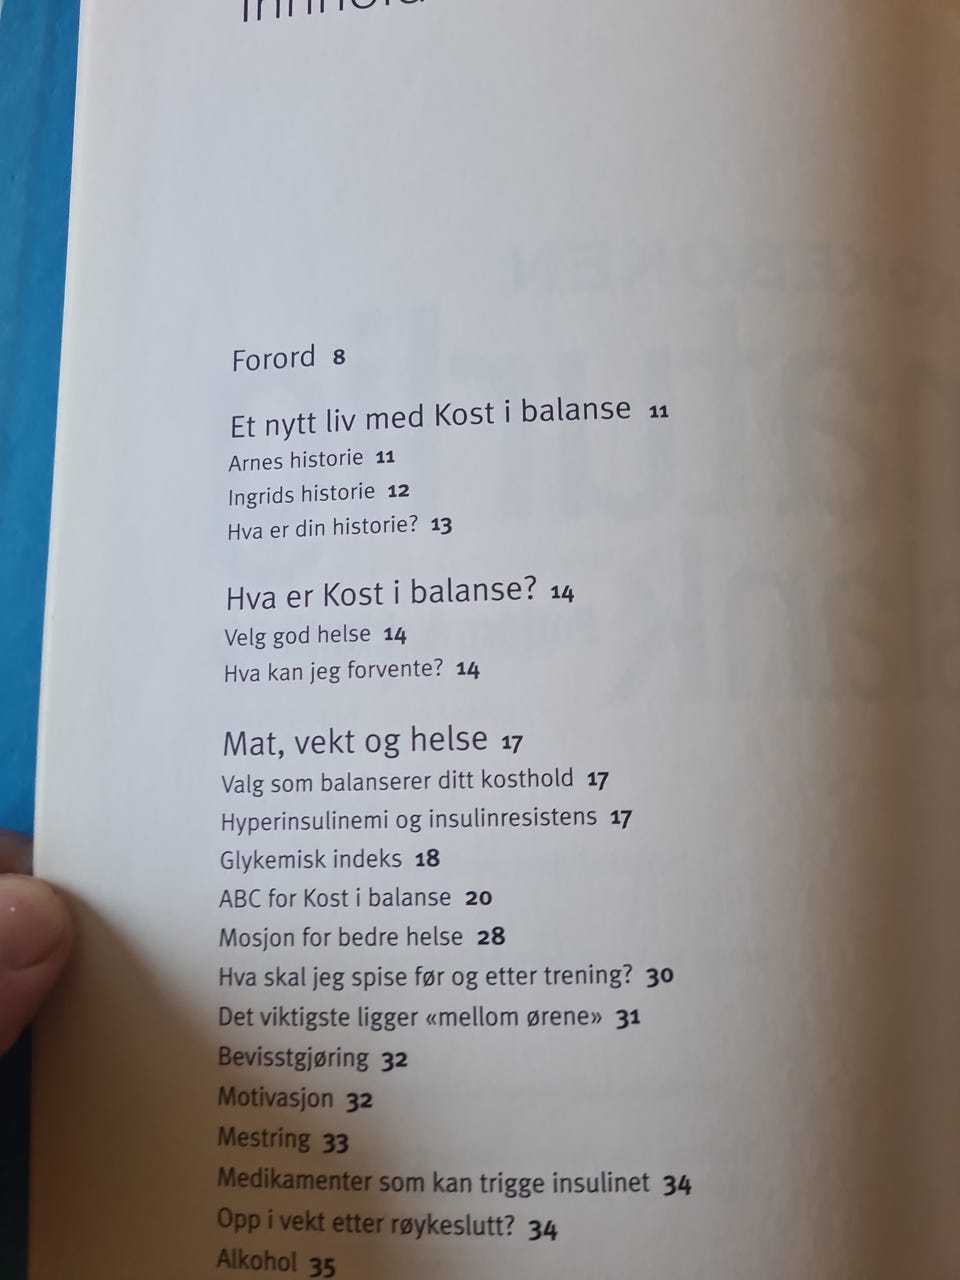 Innhold
Forord 8
Et nytt liv med Kost i balanse 11
Arnes historie 11
Ingrids historie 12
Hva er din historie? 13
Hva er Kost i balanse? 14
Velg god helse 14
Hva kan jeg forvente? 14
Mat, vekt og helse 17
Valg som balanserer ditt kosthold 17
Hyperinsulinemi og insulinresistens 17
Glykemisk indeks 18
ABC for Kost i balanse 20
Mosjon for bedre helse 28
Hva skal jeg spise før og etter trening? 30
Det viktigste ligger «mellom ørene» 31
Bevisstgjøring 32
Motivasjon 32
Mestring 33
Medikamenter som kan trigge insulinet 34
Opp i vekt etter røykeslutt? 34
Alkohol 35